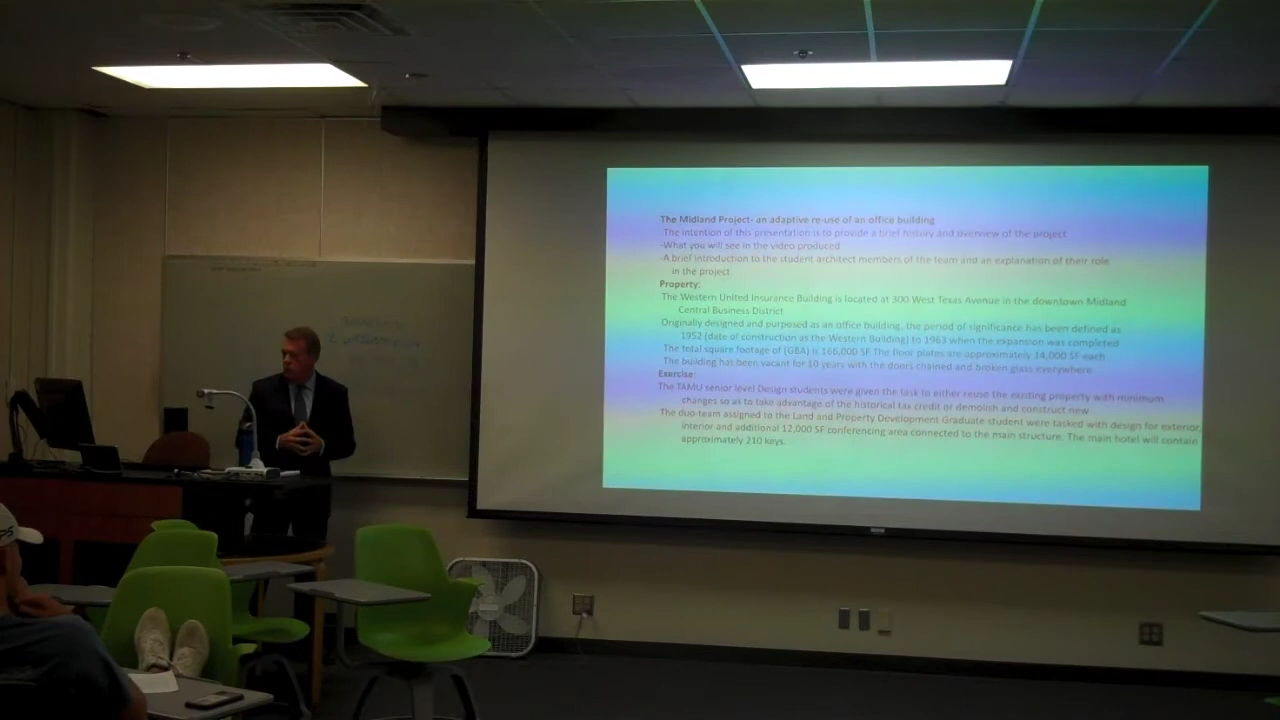 The Midland Project- an adaptive re-use of an office building
The intention of this presentation is to provide a brief history and overview of the project
-What you will see in the video produced
-A brief introduction to the student architect members of the team and an explanation of their role
in the project
Property:
The Western United Insurance Building is located at 300 West Texas Avenue in the downtown Midland
Central Business District
Originally designed and purposed as an office building, the period of significance has been defined as
1952 (date of construction as the Western Building) to 1963 when the expansion was completed
The total square footage of (GBA) is 166,000 SF The floor plates are approximately 14,000 SF each
The building has been vacant for 10 years with the doors chained and broken glass everywhere
Exercise:
The TAMU senior level Design students were given the task to either reuse the existing property with minimum
changes so as to take advantage of the historical tax credit or demolish and construct new
The duo-team assigned to the Land and Property Development Graduate student were tasked with design for exterior,
interior and additional 12,000 SF conferencing area connected to the main structure. The main hotel will contain
approximately 210 keys.